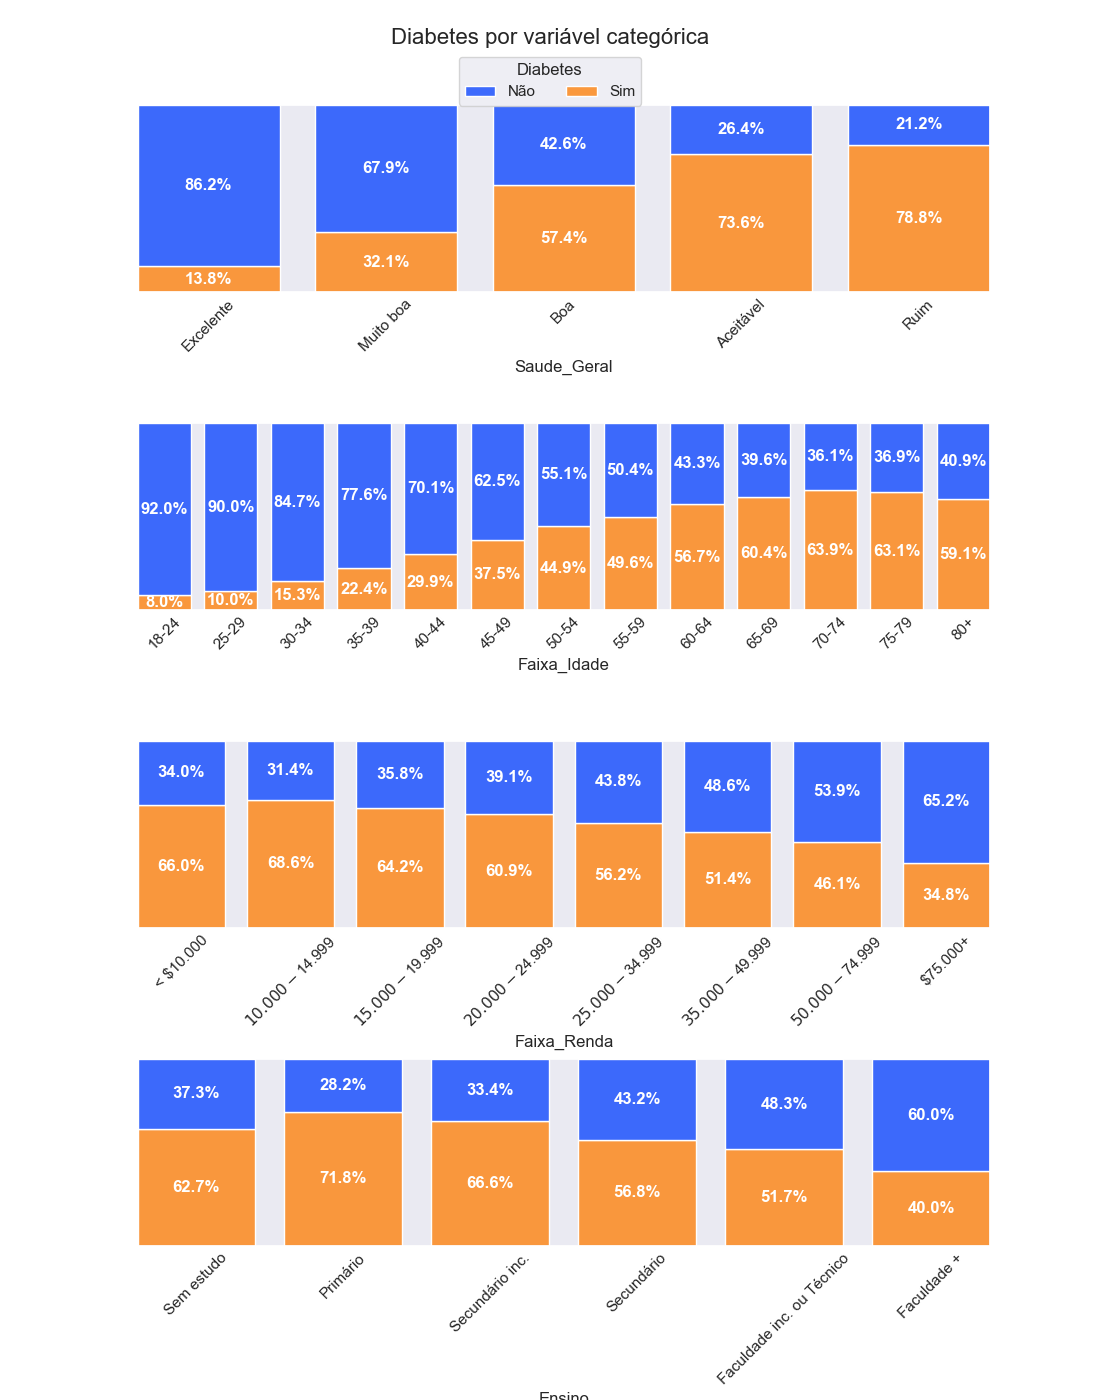 Diabetes por variável categórica
Diabetes
Não Sim
86.2% 67.9% 42.6% 26.4% 21.2%
13.8% 32.1% 57.4% 73.6% 78.8%
Excelente Muito boa Boa Aceitável Ruim
Saude_Geral
92.0% 90.0% 84.7% 77.6% 70.1% 62.5% 55.1% 50.4% 43.3% 39.6% 36.1% 36.9% 40.9%
8.0% 10.0% 15.3% 22.4% 29.9% 37.5% 44.9% 49.6% 56.7% 60.4% 63.9% 63.1% 59.1%
18-24 25-29 30-34 35-39 40-44 45-49 50-54 55-59 60-64 65-69 70-74 75-79 80+
Faixa_Idade
34.0% 31.4% 35.8% 39.1% 43.8% 48.6% 53.9% 65.2%
66.0% 68.6% 64.2% 60.9% 56.2% 51.4% 46.1% 34.8%
< $10.000 10.000 − 14.999 15.000 − 19.999 20.000 − 24.999 25.000 − 34.999 35.000 − 49.999 50.000 − 74.999 $75.000+
Faixa_Renda
37.3% 28.2% 33.4% 43.2% 48.3% 60.0%
62.7% 71.8% 66.6% 56.8% 51.7% 40.0%
Sem estudo Primário Secundário inc. Secundário Faculdade inc. ou Técnico Faculdade +
Ensino